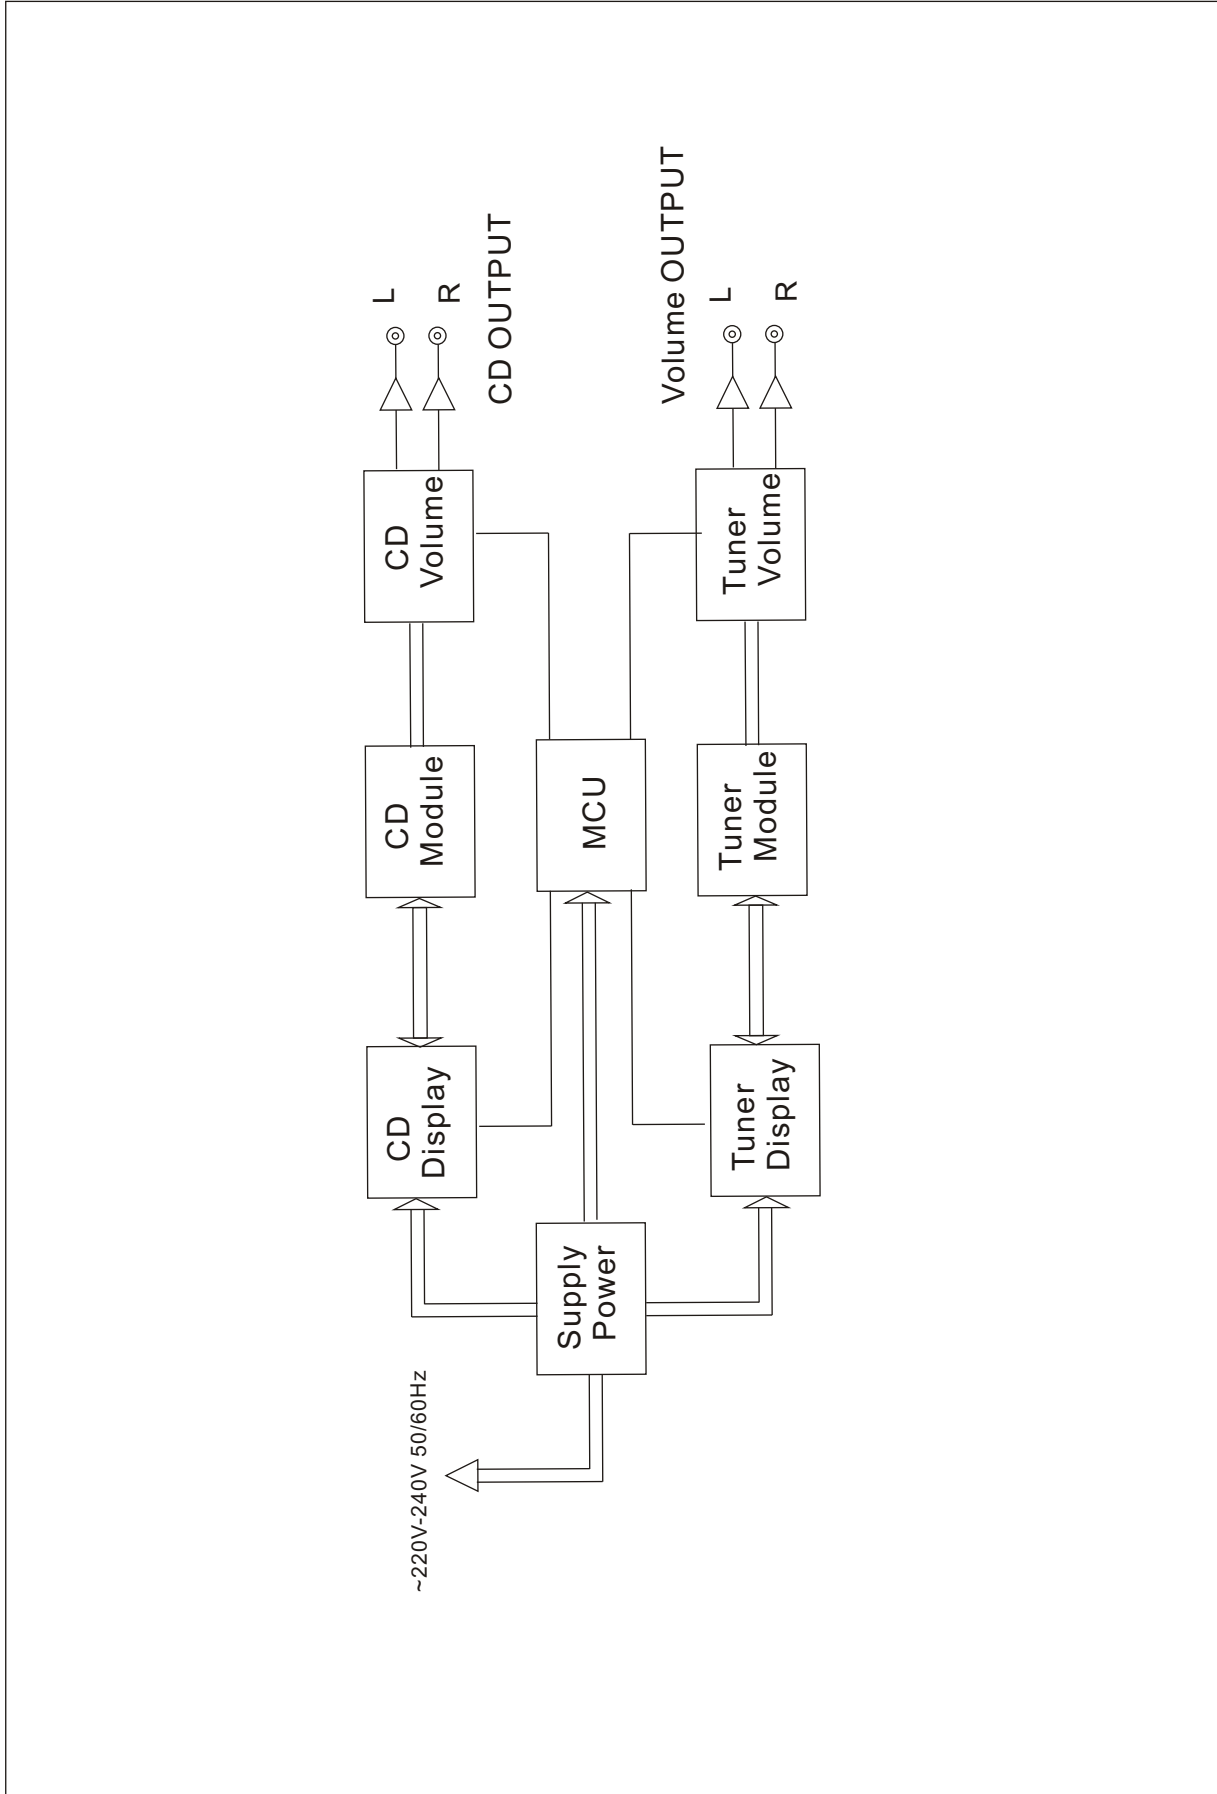 ~220V-240V 50/60Hz
CD
Display
CD
Module
CD
Volume
L
R
CD OUTPUT
Supply
Power
MCU
Volume OUTPUT
Tuner
Display
Tuner
Module
Tuner
Volume
L
R